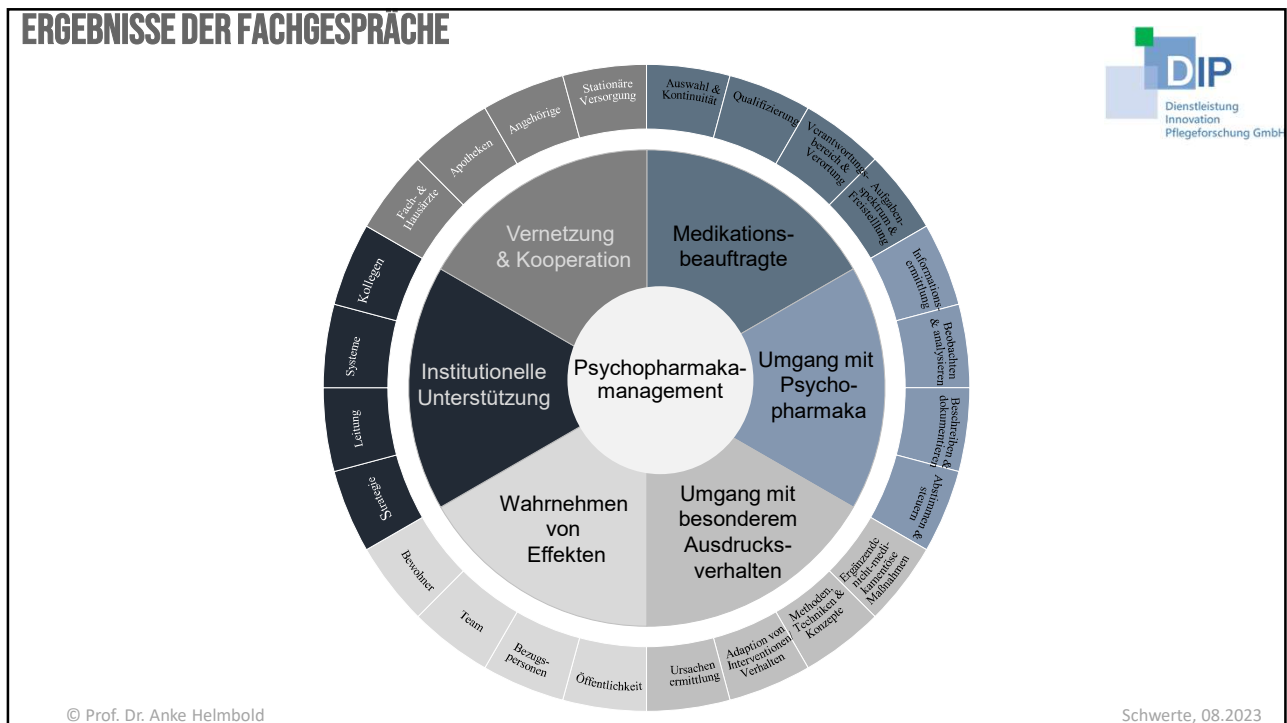 ERGEBNISSE DER FACHGESPRÄCHE
DIP
Dienstleistung
Innovation
Pflegeforschung GmbH
Stationäre
Versorgung
Angehörige
Apotheken
Fach- &
Hausärzte
Auswahl &
Kontinuität
Qualifizierung
Verantwortungs-
bereich &
Verortung
Aufgaben-
spektrum &
Freistelllung
Vernetzung
& Kooperation
Medikations-
beauftragte
Kollegen
Systeme
Leitung
Strategie
Institutionelle
Unterstützung
Psychopharmaka-
management
Umgang mit
Psycho-
pharmaka
Informations-
ermittlung
Beobachten
& analysieren
Beschreiben &
dokumentieren
Abstimmen &
steuern
Wahrnehmen
von
Effekten
Umgang mit
besonderem
Ausdrucks-
verhalten
Bewohner
Team
Bezugs-
personen
Öffentlichkeit
Ursachen
ermittlung
Adaption von
Interventionen/
Verhalten
Methoden,
Techniken &
Konzepte
Ergänzende
nicht-medi-
kamentöse
Maßnahmen
© Prof. Dr. Anke Helmbold
Schwerte, 08.2023